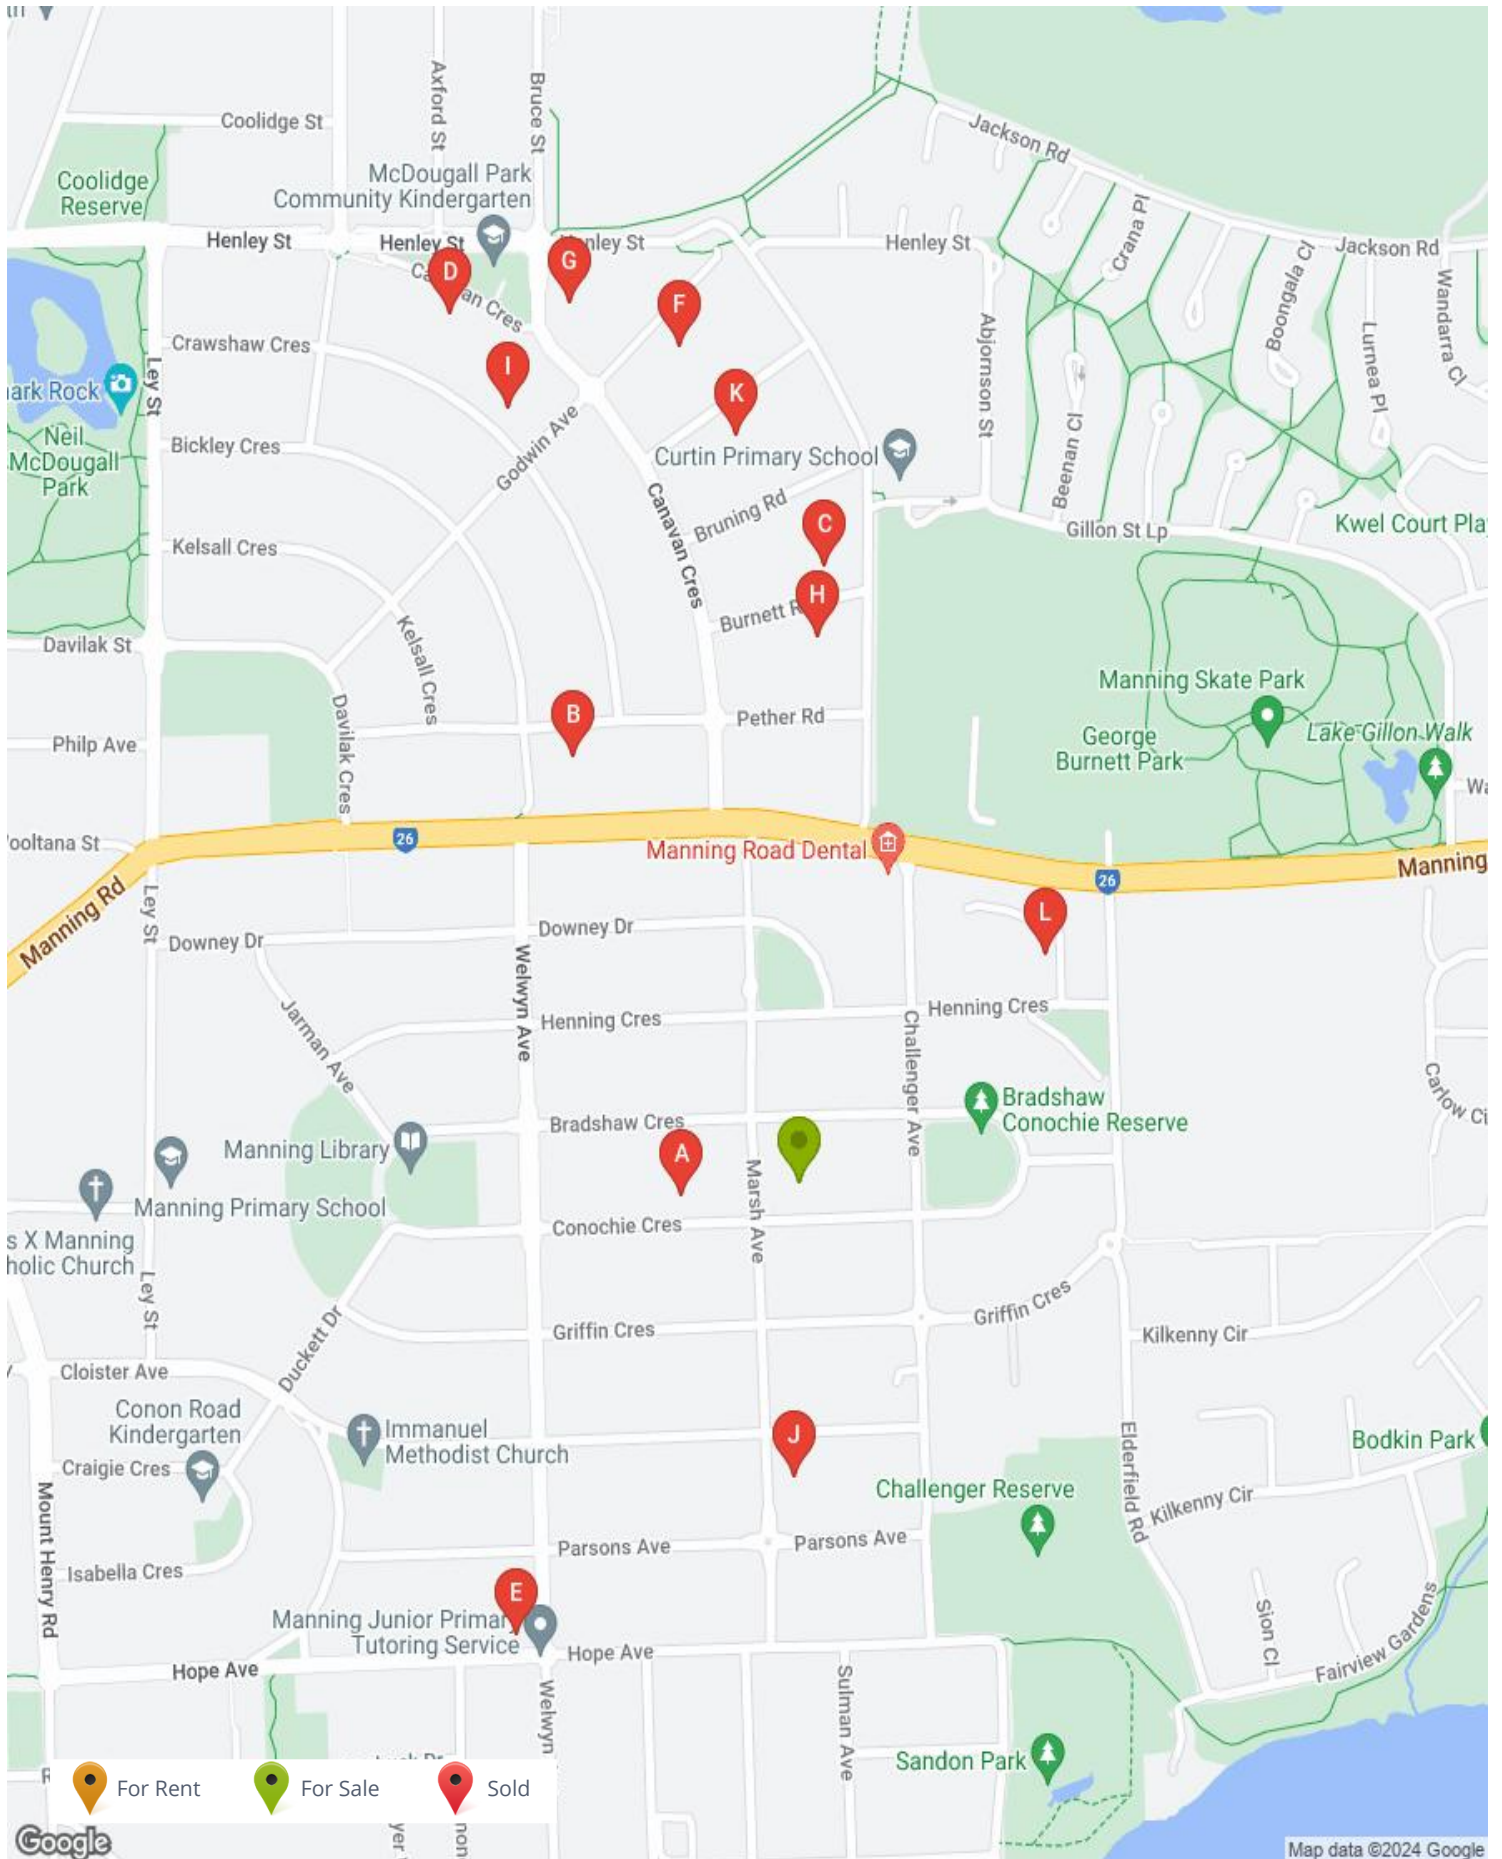 Coolidge St
Axford St
Bruce St
McDougall Park
Community Kindergarten
Coolidge
Reserve
Jackson Rd
Henley St
Henley St
Henley St
Jackson Rd
Crana Pl
Boongala Cl
Wandarra Cl
Lurnea Pl
D
G
F
Cres
Crawshaw Cres
Ley St
I
K
Abjornson St
Beenan Cl
Neil
McDougall
Park
Bickley Cres
Godwin Ave
Curtin Primary School
Canavan Cres
Bruning Rd
C
Gillon St Lp
Kwel Court
Kelsall Cres
H
Burnett
Kelsall Cres
Davilak St
Manning Skate Park
B
Pether Rd
George
Burnett Park
Lake Gillon Walk
Philp Ave
Davilak Cres
26
Manning Road Dental
26
Manning
Manning Rd
Ley St
L
Downey Dr
Downey Dr
Welwyn Ave
Jarman Ave
Henning Cres
Henning Cres
Challenger Ave
Carlow
Bradshaw
Conochie Reserve
Bradshaw Cres
Manning Library
A
Marsh Ave
Manning Primary School
Conochie Cres
X Manning
Church
Ley St
Griffin Cres
Griffin Cres
Kilkenny Cir
Duckett Dr
Cloister Ave
Conon Road
Kindergarten
Immanuel
Methodist Church
J
Elderfield Rd
Bodkin Park
Craigie Cres
Mount Henry Rd
Challenger Reserve
Kilkenny Cir
Parsons Ave
Parsons Ave
Isabella Cres
E
Manning Junior Primary
Tutoring Service
Sion Cl
Fairview Gardens
Hope Ave
Hope Ave
Welwyn
Sulman Ave
Sandon Park
For Rent
For Sale
Sold
Google
Map data ©2024 Google